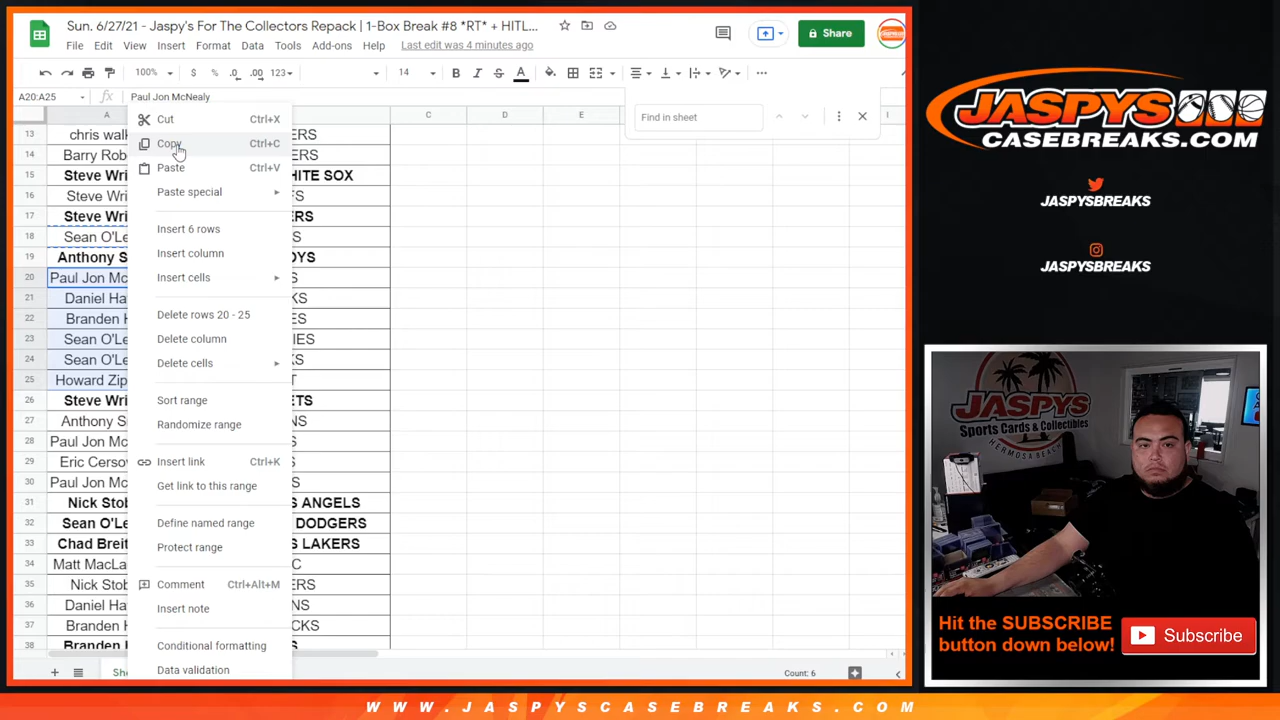 Sun. 6/27/21 - Jaspy's For The Collectors Repack | 1-Box Break #8 *RT* + HITL...
File Edit View Insert Format Data Tools Add-ons Help Last edit was 4 minutes ago
Share
100% $ % .0 .00 123 14 B I S A
A20:A25 fx Paul Jon McNealy
Find in sheet
A C D E I
Cut Ctrl+X
Copy Ctrl+C
Paste Ctrl+V
Paste special
Insert 6 rows
Insert column
Insert cells
Delete rows 20 - 25
Delete column
Delete cells
Sort range
Randomize range
Insert link Ctrl+K
Get link to this range
Define named range
Protect range
Comment Ctrl+Alt+M
Insert note
Conditional formatting
Data validation
13 chris walk ERS
14 Barry Rob ERS
15 Steve Wri HITE SOX
16 Steve Wri FS
17 Steve Wri ERS
18 Sean O'Le S
19 Anthony S OYS
20 Paul Jon Mc S
21 Daniel Ha KS
22 Branden H ES
23 Sean O'Le IES
24 Sean O'Le KS
25 Howard Zip T
26 Steve Wri ETS
27 Anthony S
28 Paul Jon Mc
29 Eric Cersov S
30 Paul Jon Mc
31 Nick Stob S ANGELS
32 Sean O'Le DODGERS
33 Chad Breit S LAKERS
34 Matt MacLa C
35 Nick Stob ERS
36 Daniel Ha NS
37 Branden H CKS
38
Count: 6
JASPYS
CASEBREAKS.COM
JASPYSBREAKS
JASPYSBREAKS
JASPYS
Sports Cards & Collectibles
HERMOSA BEACH
Hit the SUBSCRIBE
button down below!
Subscribe
WWW.JASPYSCASEBREAKS.COM